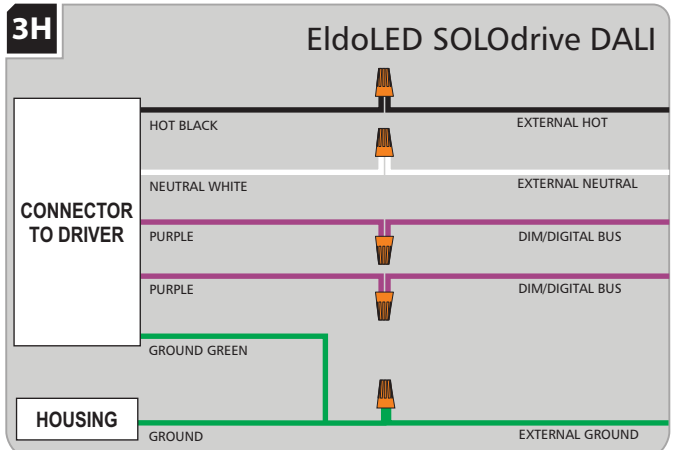 3H
EldoLED SOLOdrive DALI
HOT BLACK
EXTERNAL HOT
NEUTRAL WHITE
EXTERNAL NEUTRAL
CONNECTOR
TO DRIVER
PURPLE
DIM/DIGITAL BUS
PURPLE
DIM/DIGITAL BUS
GROUND GREEN
HOUSING
GROUND
EXTERNAL GROUND